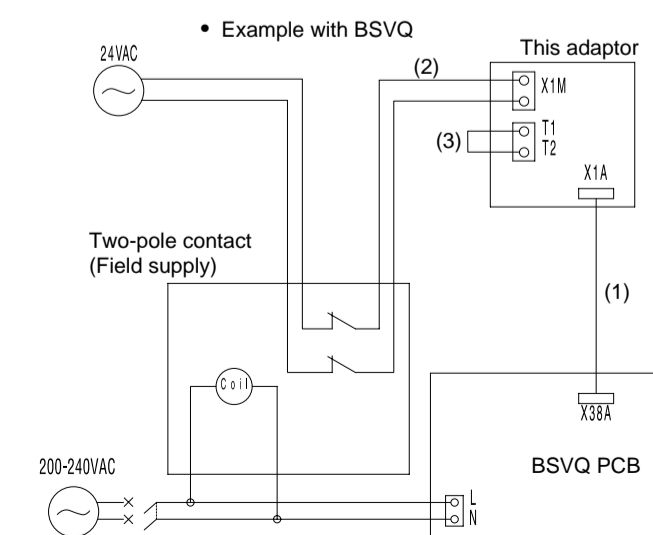 • Example with BSVQ
24VAC
This adaptor
(2)
X1M
(3)
T1
T2
X1A
Two-pole contact
(Field supply)
(1)
Coil
X38A
200-240VAC
BSVQ PCB
L
N